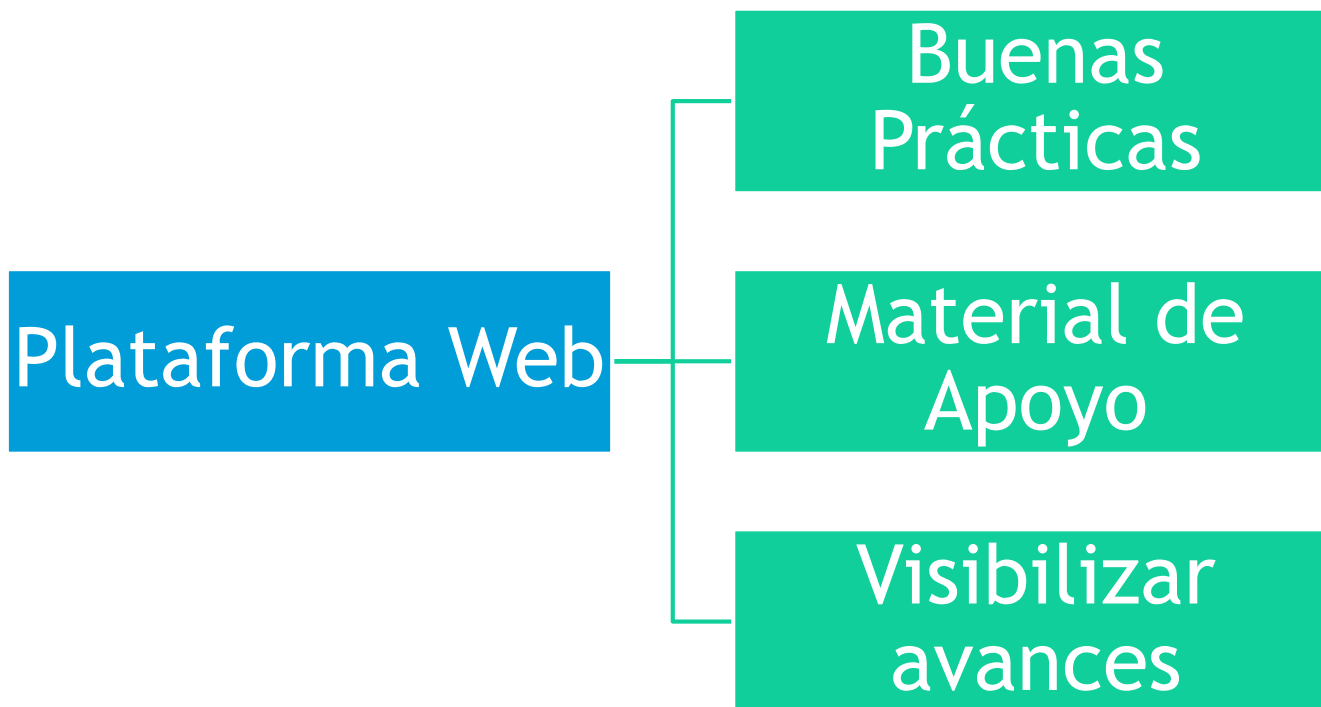 Plataforma Web
Buenas
Prácticas
Material de
Apoyo
Visibilizar
avances